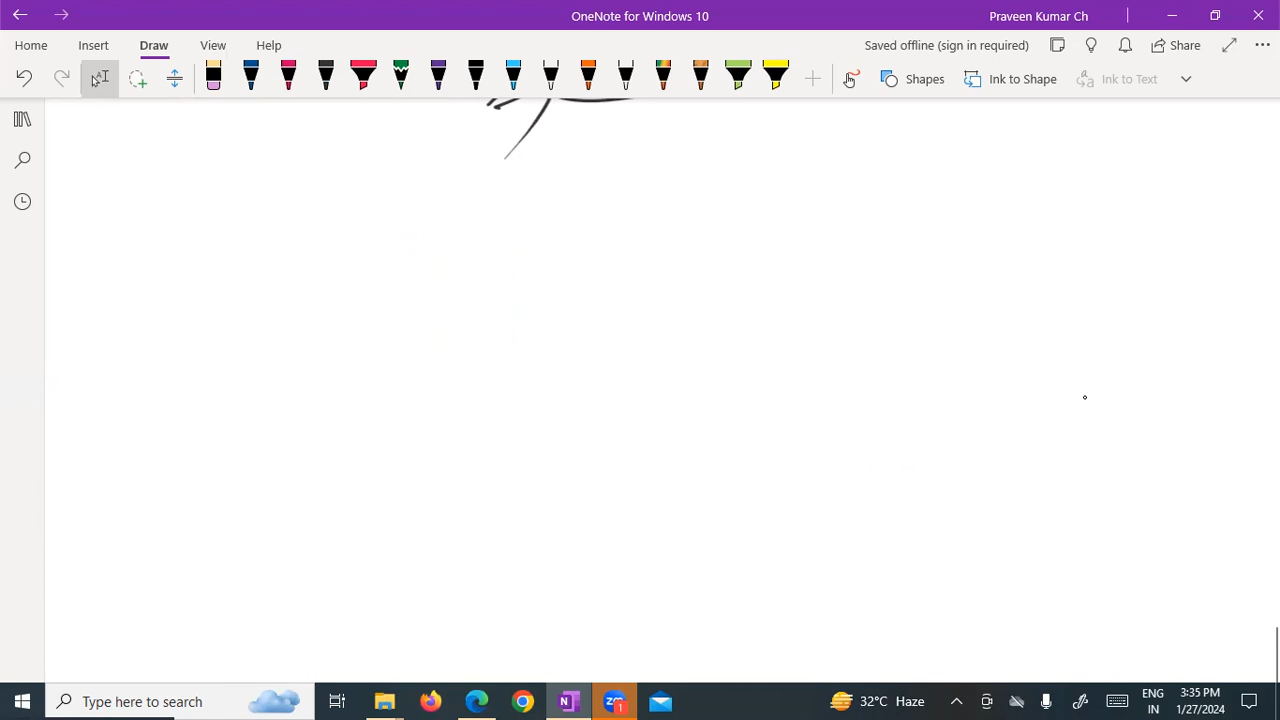 OneNote for Windows 10
Praveen Kumar Ch
Home Insert Draw View Help
Saved offline (sign in required)
Share
Shapes
Ink to Shape
Ink to Text
Type here to search
zm
1
32°C Haze
ENG
IN
3:35 PM
1/27/2024